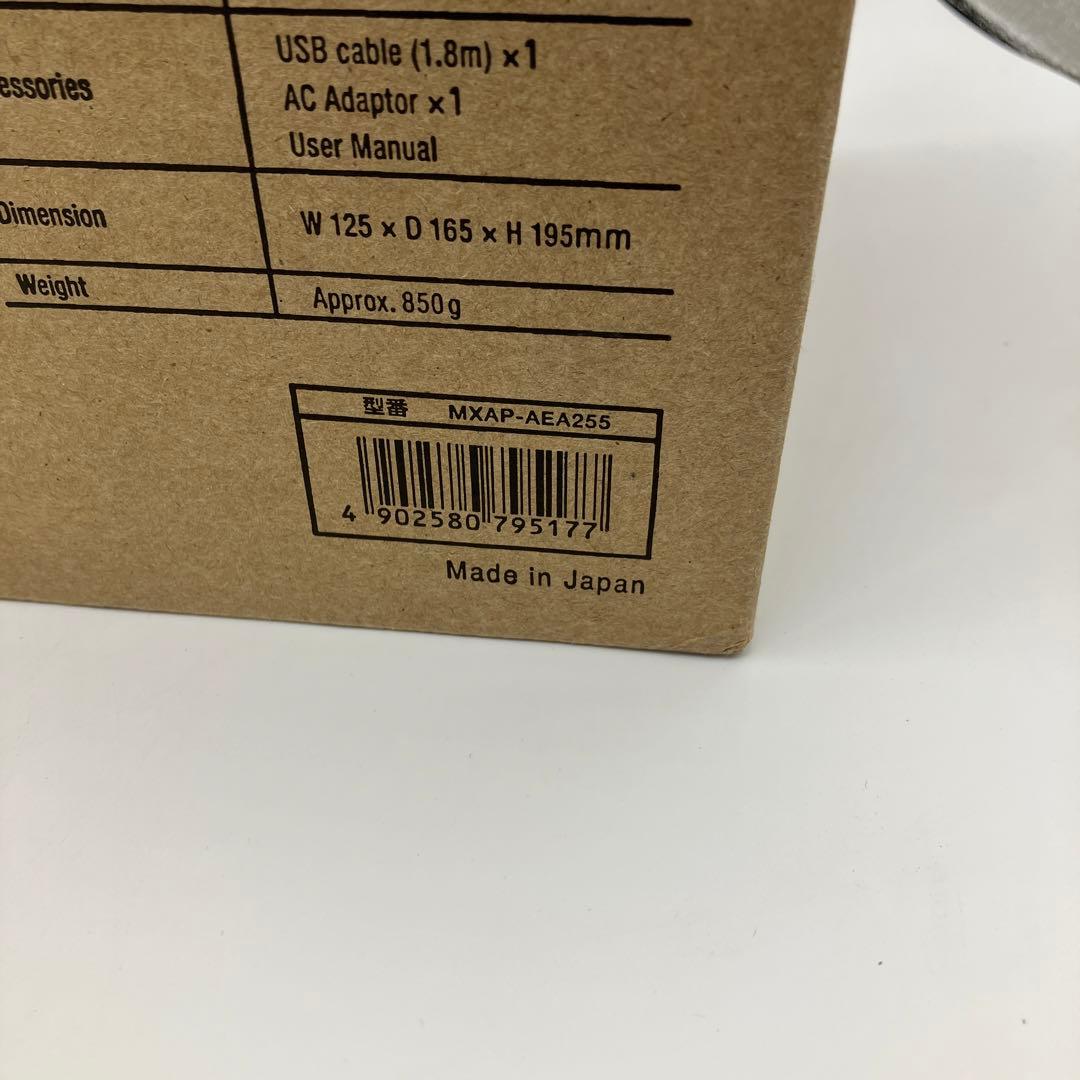 USB cable (1.8m) ×1
essories
AC Adaptor ×1
User Manual
Dimension W 125 × D 165 × H 195mm
Weight Approx. 850g
型番 MXAP-AEA255
4 902580 795177
Made in Japan